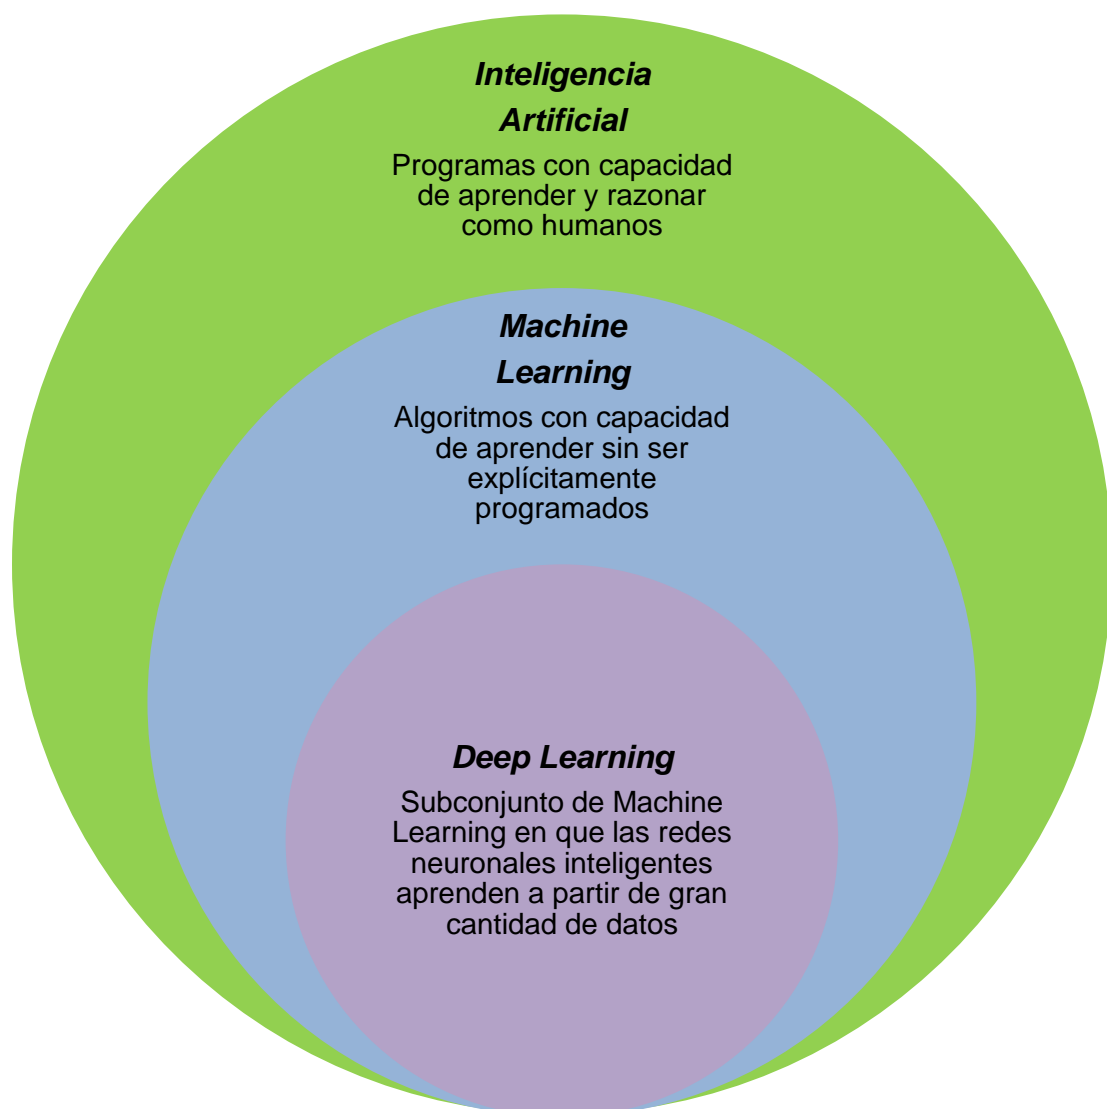 Inteligencia
Artificial
Programas con capacidad
de aprender y razonar
como humanos
Machine
Learning
Algoritmos con capacidad
de aprender sin ser
explícitamente
programados
Deep Learning
Subconjunto de Machine
Learning en que las redes
neuronales inteligentes
aprenden a partir de gran
cantidad de datos